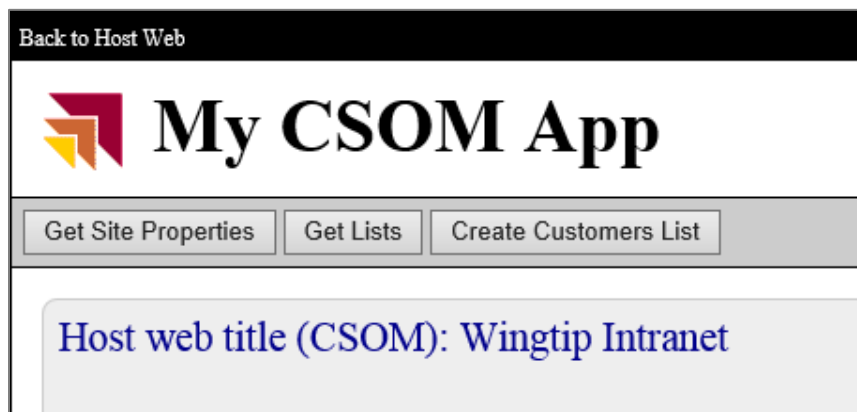 Back to Host Web
My CSOM App
Get Site Properties Get Lists Create Customers List
Host web title (CSOM): Wingtip Intranet